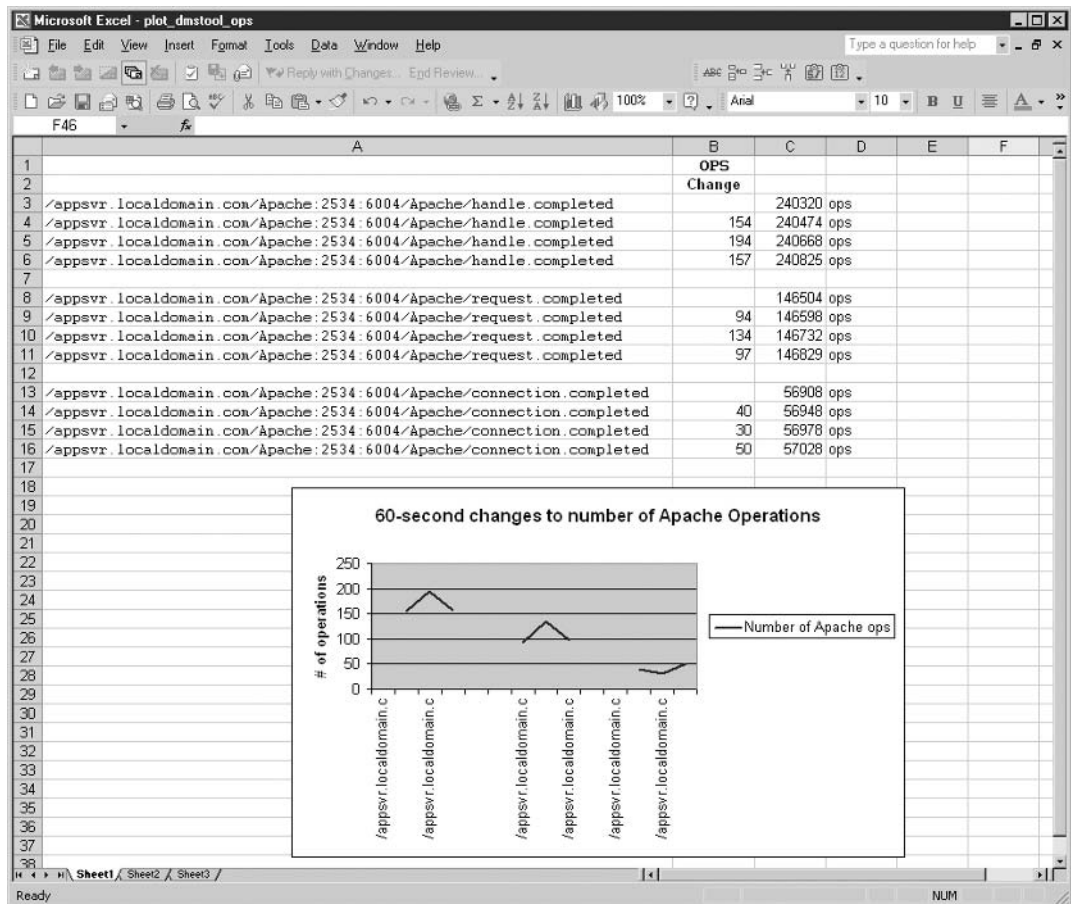 Microsoft Excel - plot_dmstool_ops
File Edit View Insert Format Tools Data Window Help Type a question for help
Reply with Changes... End Review...
100% Arial 10 B U A
F46 fx
A B C D E F
1 OPS
2 Change
3 /appsvr.localdomain.com/Apache:2534:6004/Apache/handle.completed 240320 ops
4 /appsvr.localdomain.com/Apache:2534:6004/Apache/handle.completed 154 240474 ops
5 /appsvr.localdomain.com/Apache:2534:6004/Apache/handle.completed 194 240668 ops
6 /appsvr.localdomain.com/Apache:2534:6004/Apache/handle.completed 157 240825 ops
7
8 /appsvr.localdomain.com/Apache:2534:6004/Apache/request.completed 146504 ops
9 /appsvr.localdomain.com/Apache:2534:6004/Apache/request.completed 94 146598 ops
10 /appsvr.localdomain.com/Apache:2534:6004/Apache/request.completed 134 146732 ops
11 /appsvr.localdomain.com/Apache:2534:6004/Apache/request.completed 97 146829 ops
12
13 /appsvr.localdomain.com/Apache:2534:6004/Apache/connection.completed 56908 ops
14 /appsvr.localdomain.com/Apache:2534:6004/Apache/connection.completed 40 56948 ops
15 /appsvr.localdomain.com/Apache:2534:6004/Apache/connection.completed 30 56978 ops
16 /appsvr.localdomain.com/Apache:2534:6004/Apache/connection.completed 50 57028 ops
17
18
19
20
21
22
23
24
25
26
27
28
29
30
31
32
33
34
35
36
37
38
60-second changes to number of Apache Operations
# of operations
250
200
150
100
50
0
Number of Apache ops
/appsvr.localdomain.c
/appsvr.localdomain.c
/appsvr.localdomain.c
/appsvr.localdomain.c
/appsvr.localdomain.c
/appsvr.localdomain.c
Sheet1 Sheet2 Sheet3
Ready NUM